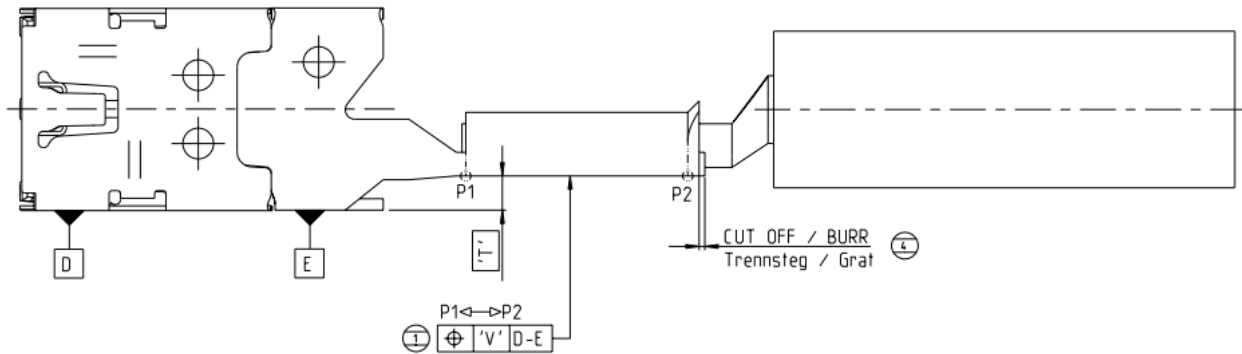 P1
P2
D
E
'T'
CUT OFF / BURR
Trennsteg / Grat
4
P1◁—▷P2
1
⌖ 'V' D-E